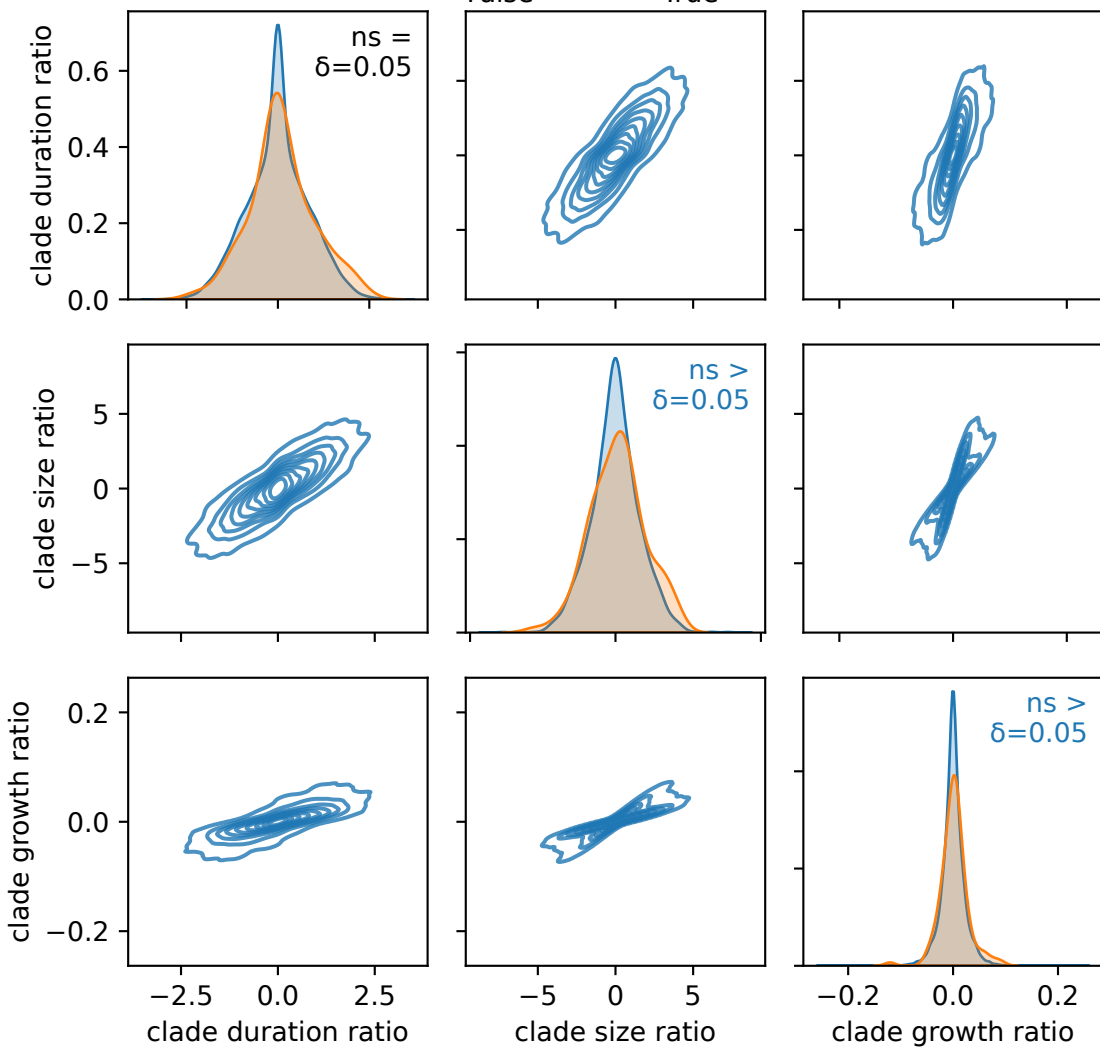 clade duration ratio
0.6
0.4
0.2
0.0
ns =
δ=0.05
clade size ratio
5
0
−5
ns >
δ=0.05
clade growth ratio
0.2
0.0
−0.2
ns >
δ=0.05
−2.5 0.0 2.5
−5 0 5
−0.2 0.0 0.2
clade duration ratio
clade size ratio
clade growth ratio